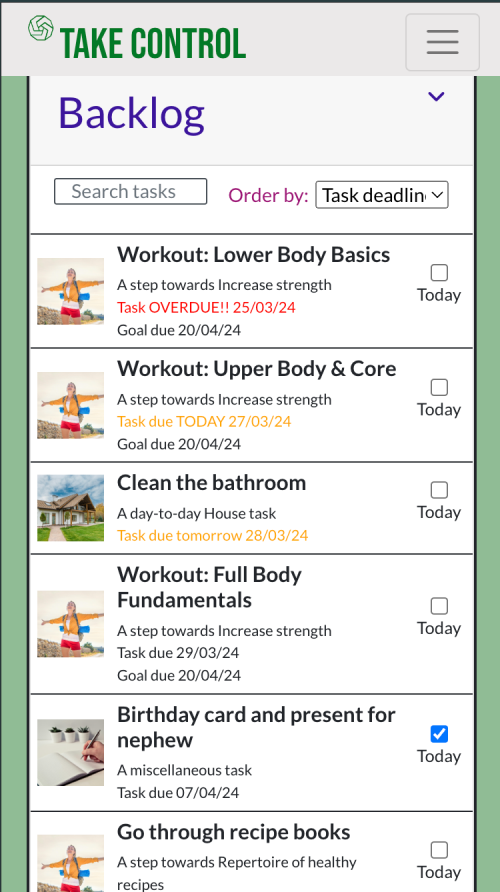 TAKE CONTROL
Backlog
Search tasks
Order by: Task deadlin
Workout: Lower Body Basics
A step towards Increase strength
Task OVERDUE!! 25/03/24
Goal due 20/04/24
Today
Workout: Upper Body & Core
A step towards Increase strength
Task due TODAY 27/03/24
Goal due 20/04/24
Today
Clean the bathroom
A day-to-day House task
Task due tomorrow 28/03/24
Today
Workout: Full Body
Fundamentals
A step towards Increase strength
Task due 29/03/24
Goal due 20/04/24
Today
Birthday card and present for
nephew
A miscellaneous task
Task due 07/04/24
Today
Go through recipe books
A step towards Repertoire of healthy
recipes
Today